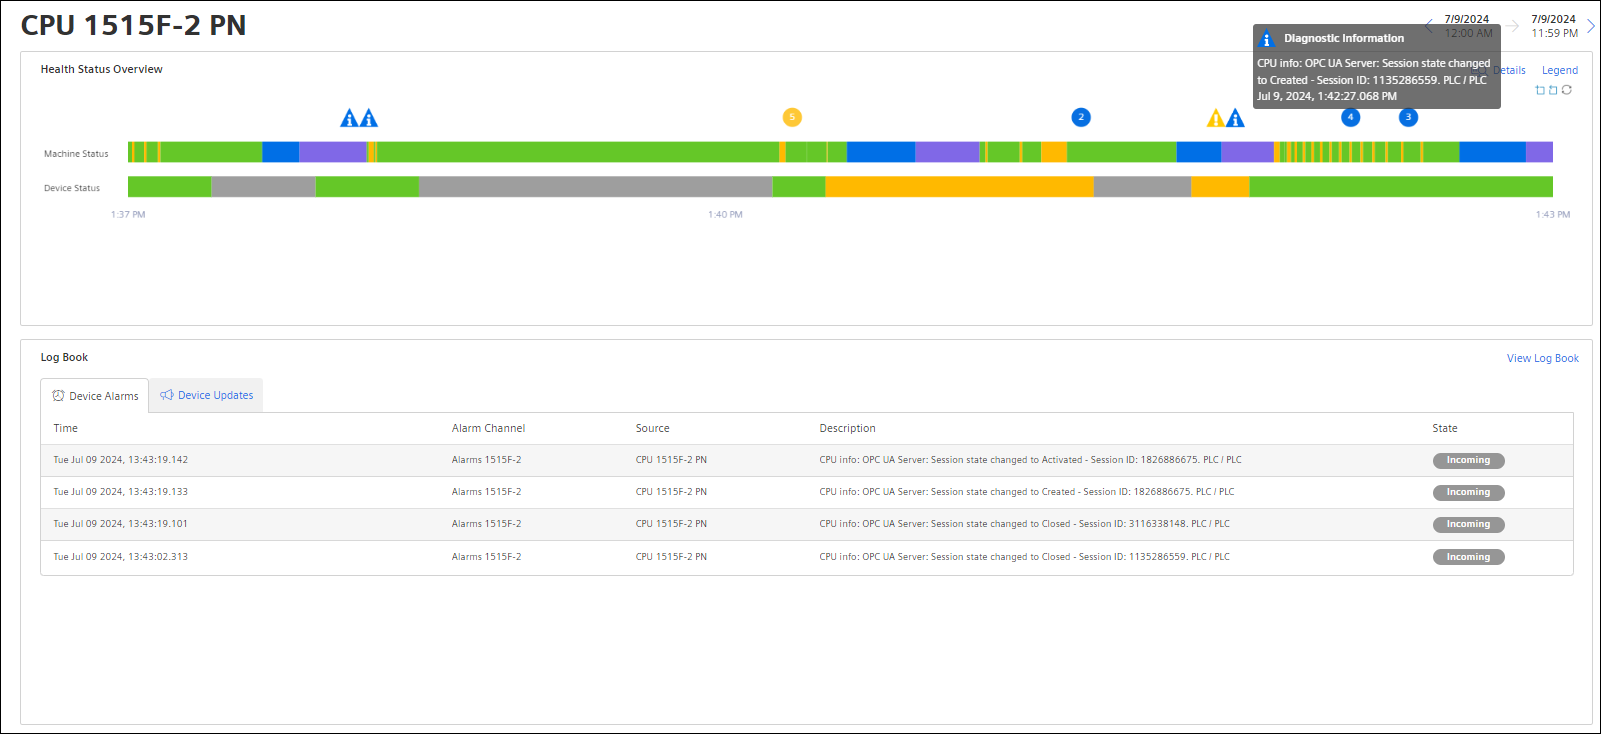 CPU 1515F-2 PN
7/9/2024
12:00 AM
7/9/2024
11:59 PM
Diagnostic Information
CPU info: OPC UA Server: Session state changed
to Created - Session ID: 1135286559. PLC / PLC
Jul 9, 2024, 1:42:27.068 PM
Health Status Overview
Details
Legend
5
2
4
3
Machine Status
Device Status
1:37 PM
1:40 PM
1:43 PM
Log Book
View Log Book
Device Alarms
Device Updates
Time Alarm Channel Source Description State
Tue Jul 09 2024, 13:43:19.142 Alarms 1515F-2 CPU 1515F-2 PN CPU info: OPC UA Server: Session state changed to Activated - Session ID: 1826886675. PLC / PLC Incoming
Tue Jul 09 2024, 13:43:19.133 Alarms 1515F-2 CPU 1515F-2 PN CPU info: OPC UA Server: Session state changed to Created - Session ID: 1826886675. PLC / PLC Incoming
Tue Jul 09 2024, 13:43:19.101 Alarms 1515F-2 CPU 1515F-2 PN CPU info: OPC UA Server: Session state changed to Closed - Session ID: 3116338148. PLC / PLC Incoming
Tue Jul 09 2024, 13:43:02.313 Alarms 1515F-2 CPU 1515F-2 PN CPU info: OPC UA Server: Session state changed to Closed - Session ID: 1135286559. PLC / PLC Incoming